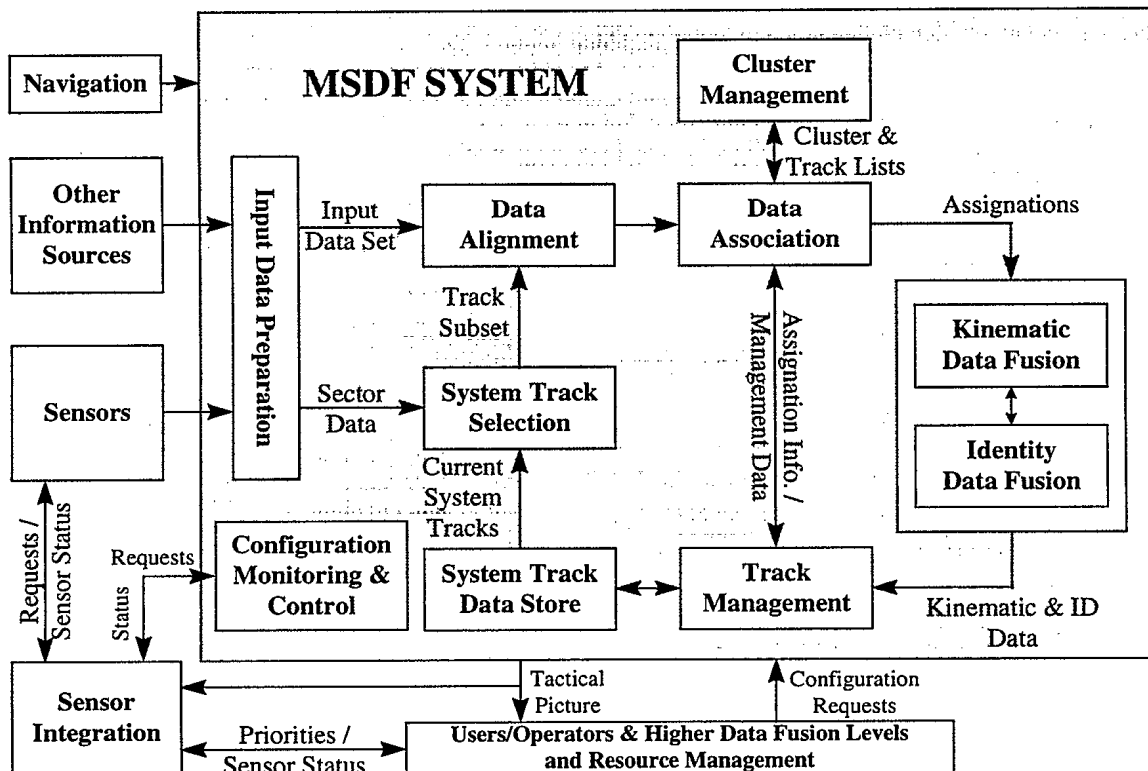 Navigation
MSDF SYSTEM
Cluster
Management
Cluster &
Track Lists
Other
Information
Sources
Input Data Preparation
Input
Data Set
Data
Alignment
Data
Association
Assignations
Track
Subset
Assignation Info. /
Management Data
Kinematic
Data Fusion
Identity
Data Fusion
Sensors
Sector
Data
System Track
Selection
Current
System
Tracks
Requests /
Sensor Status
Requests
Status
Configuration
Monitoring &
Control
System Track
Data Store
Track
Management
Kinematic & ID
Data
Sensor
Integration
Tactical
Picture
Configuration
Requests
Priorities /
Sensor Status
Users/Operators & Higher Data Fusion Levels
and Resource Management